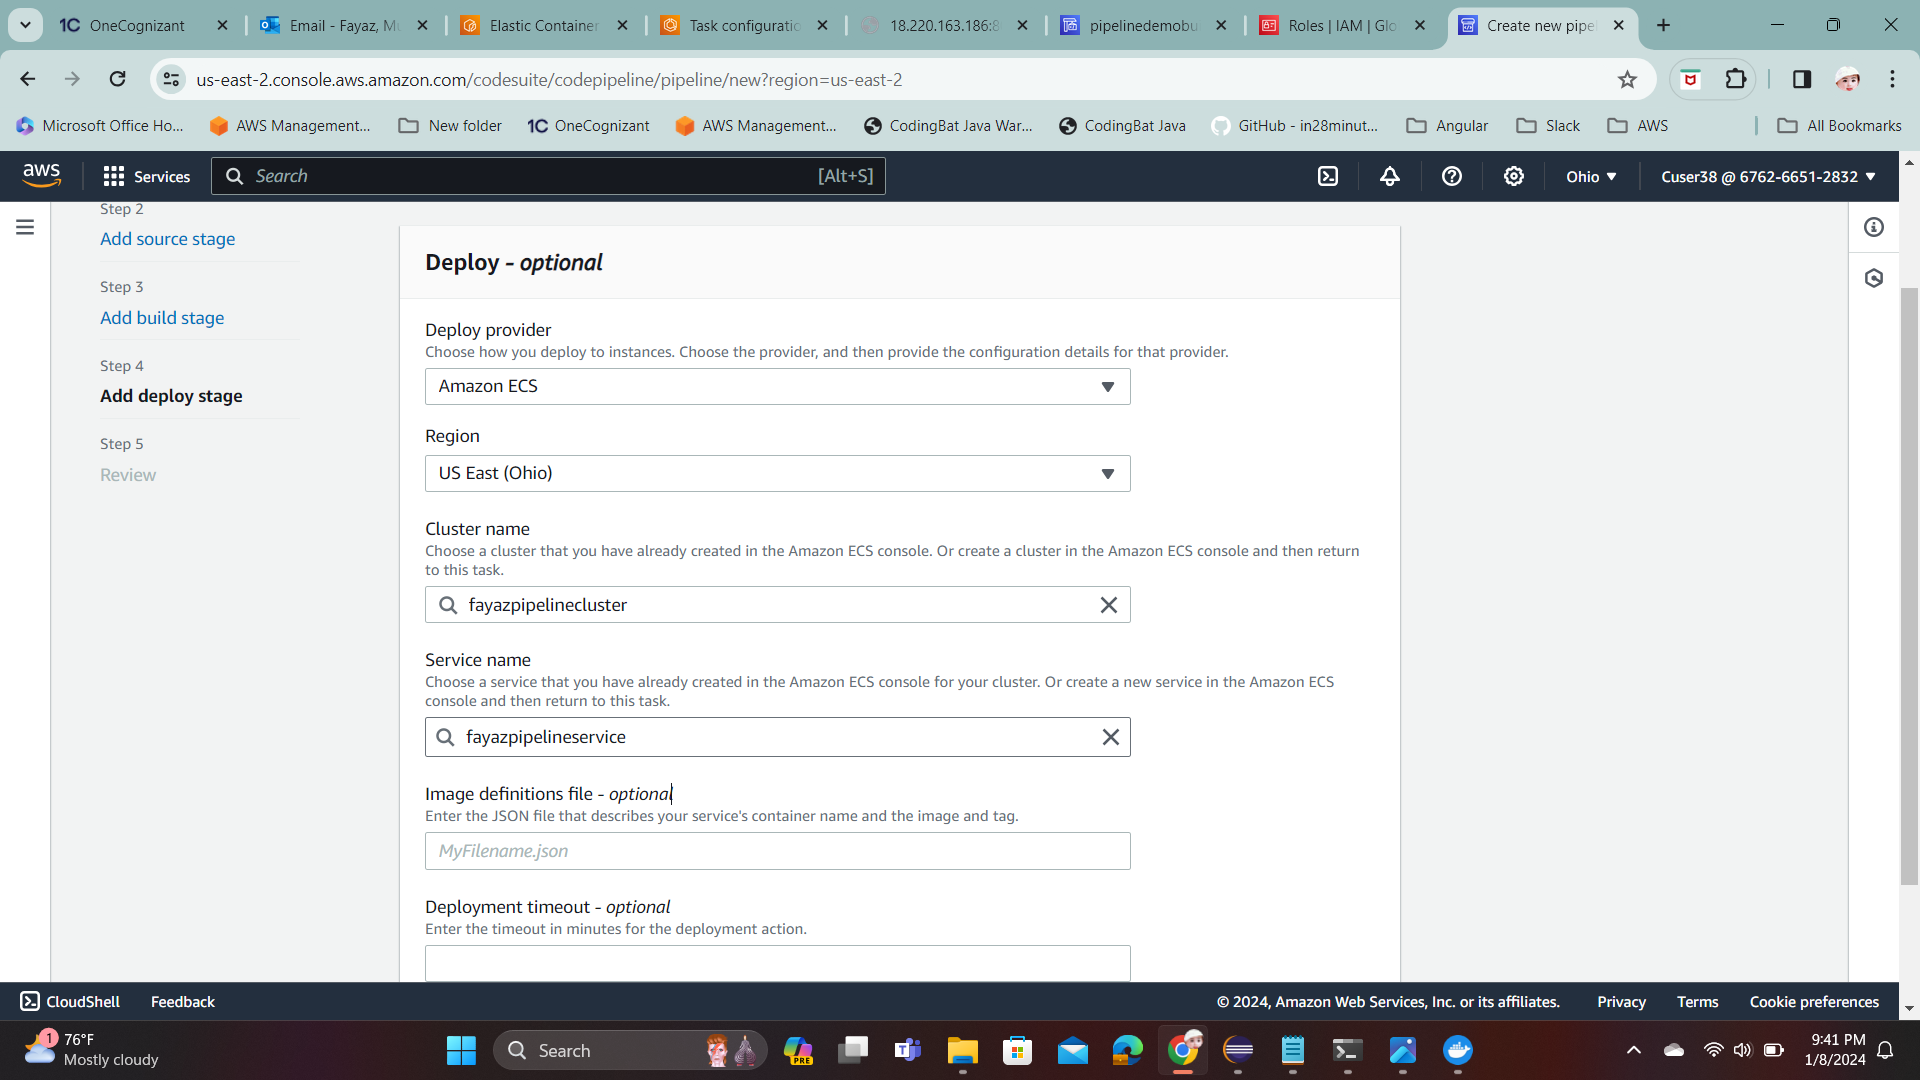 OneCognizant
Email - Fayaz, Mu
Elastic Container
Task configuratio
18.220.163.186:8
pipelinedemobu
Roles | IAM | Glo
Create new pipe
us-east-2.console.aws.amazon.com/codesuite/codepipeline/pipeline/new?region=us-east-2
Microsoft Office Ho...
AWS Management...
New folder
OneCognizant
AWS Management...
CodingBat Java War...
CodingBat Java
GitHub - in28minut...
Angular
Slack
AWS
All Bookmarks
aws
Services
Search
[Alt+S]
Ohio
Cuser38 @ 6762-6651-2832
Step 2
Add source stage
Step 3
Add build stage
Step 4
Add deploy stage
Step 5
Review
Deploy - optional
Deploy provider
Choose how you deploy to instances. Choose the provider, and then provide the configuration details for that provider.
Amazon ECS
Region
US East (Ohio)
Cluster name
Choose a cluster that you have already created in the Amazon ECS console. Or create a cluster in the Amazon ECS console and then return
to this task.
fayazpipelinecluster
Service name
Choose a service that you have already created in the Amazon ECS console for your cluster. Or create a new service in the Amazon ECS
console and then return to this task.
fayazpipelineservice
Image definitions file - optional
Enter the JSON file that describes your service's container name and the image and tag.
MyFilename.json
Deployment timeout - optional
Enter the timeout in minutes for the deployment action.
CloudShell
Feedback
© 2024, Amazon Web Services, Inc. or its affiliates.
Privacy
Terms
Cookie preferences
1
76°F
Mostly cloudy
Search
PRE
9:41 PM
1/8/2024